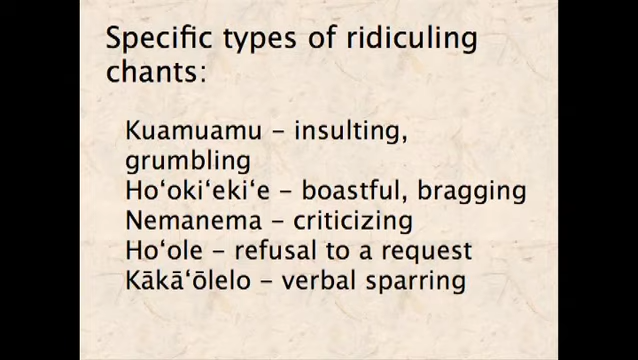 Specific types of ridiculing
chants:
Kuamuamu – insulting,
grumbling
Hoʻokiʻekiʻe – boastful, bragging
Nemanema – criticizing
Hoʻole – refusal to a request
Kākāʻōlelo – verbal sparring